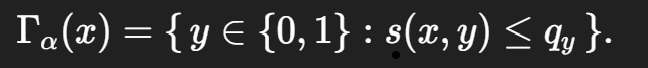 Γ_α(x) = { y ∈ {0, 1} : s(x, y) ≤ q_y }.